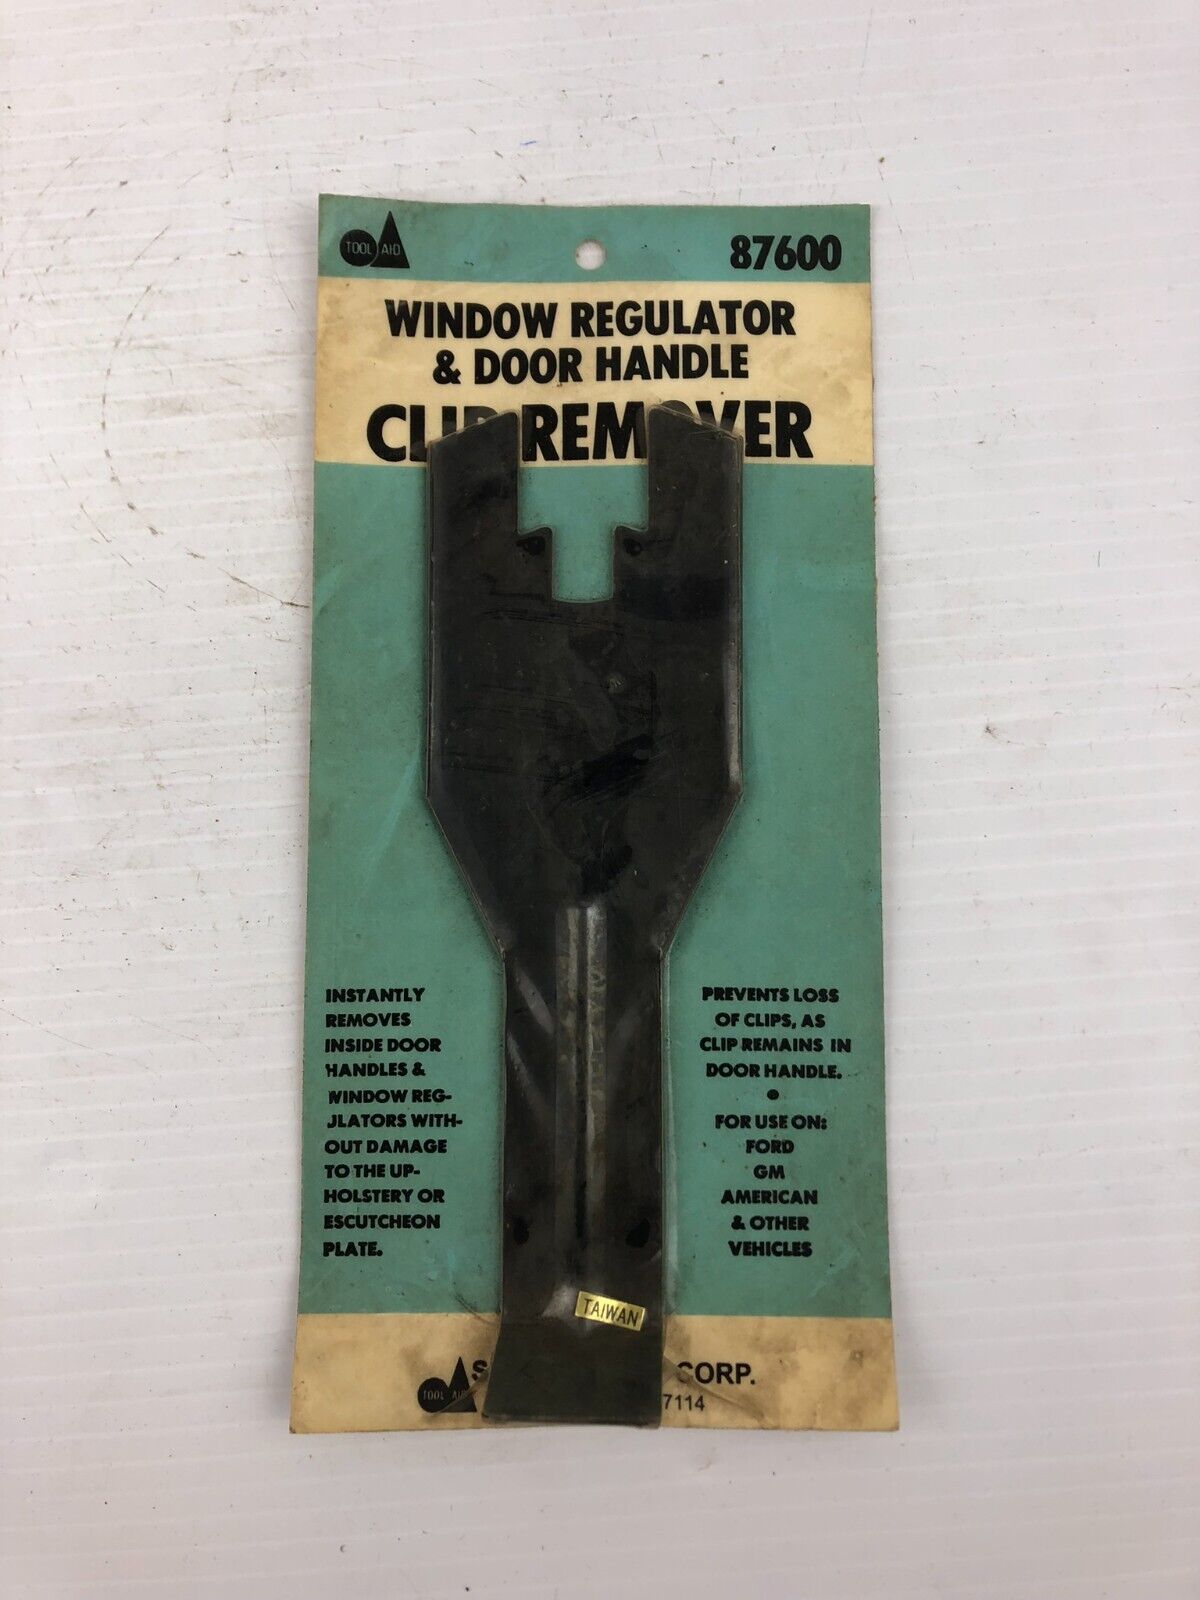 TOOL AID
87600
WINDOW REGULATOR
& DOOR HANDLE
CLIP REMOVER
INSTANTLY
REMOVES
INSIDE DOOR
HANDLES &
WINDOW REG-
ULATORS WITH-
OUT DAMAGE
TO THE UP-
HOLSTERY OR
ESCUTCHEON
PLATE.
PREVENTS LOSS
OF CLIPS, AS
CLIP REMAINS IN
DOOR HANDLE.
•
FOR USE ON:
FORD
GM
AMERICAN
& OTHER
VEHICLES
TAIWAN
TOOL AID
CORP.
7114